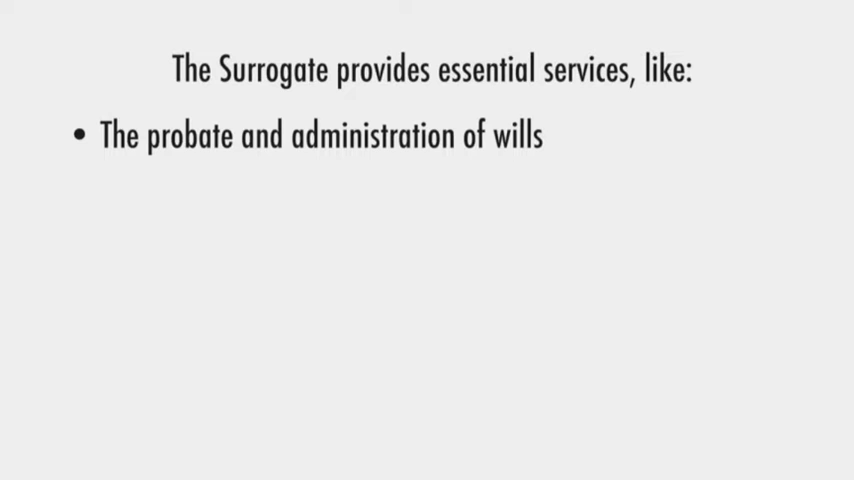 The Surrogate provides essential services, like:
• The probate and administration of wills